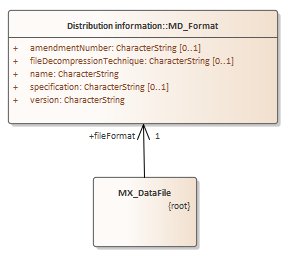 Distribution information::MD_Format
+ amendmentNumber: CharacterString [0..1]
+ fileDecompressionTechnique: CharacterString [0..1]
+ name: CharacterString
+ specification: CharacterString [0..1]
+ version: CharacterString
+fileFormat 1
MX_DataFile
{root}